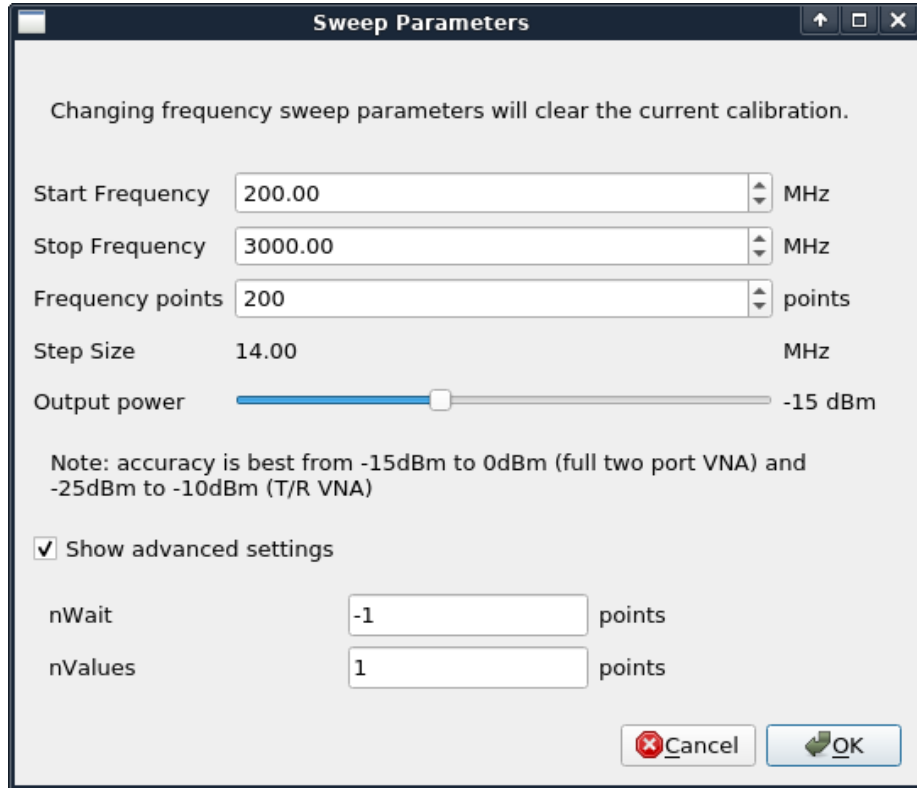 Sweep Parameters
Changing frequency sweep parameters will clear the current calibration.
Start Frequency 200.00 MHz
Stop Frequency 3000.00 MHz
Frequency points 200 points
Step Size 14.00 MHz
Output power -15 dBm
Note: accuracy is best from -15dBm to 0dBm (full two port VNA) and
-25dBm to -10dBm (T/R VNA)
Show advanced settings
nWait -1 points
nValues 1 points
Cancel OK